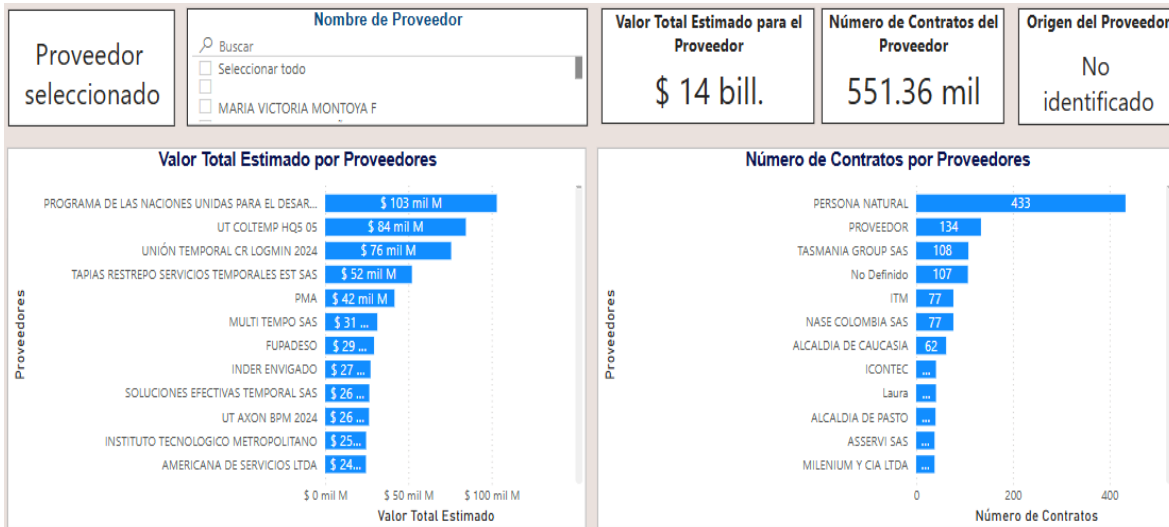 Proveedor
seleccionado
Nombre de Proveedor
Buscar
Seleccionar todo
MARIA VICTORIA MONTOYA F
Valor Total Estimado para el
Proveedor
$ 14 bill.
Número de Contratos del
Proveedor
551.36 mil
Origen del Proveedor
No
identificado
Valor Total Estimado por Proveedores
Proveedores
PROGRAMA DE LAS NACIONES UNIDAS PARA EL DESAR... $ 103 mil M
UT COLTEMP HQ5 05 $ 84 mil M
UNIÓN TEMPORAL CR LOGMIN 2024 $ 76 mil M
TAPIAS RESTREPO SERVICIOS TEMPORALES EST SAS $ 52 mil M
PMA $ 42 mil M
MULTI TEMPO SAS $ 31 ...
FUPADESO $ 29 ...
INDER ENVIGADO $ 27 ...
SOLUCIONES EFECTIVAS TEMPORAL SAS $ 26 ...
UT AXON BPM 2024 $ 26 ...
INSTITUTO TECNOLOGICO METROPOLITANO $ 25...
AMERICANA DE SERVICIOS LTDA $ 24...
$ 0 mil M $ 50 mil M $ 100 mil M
Valor Total Estimado
Número de Contratos por Proveedores
Proveedores
PERSONA NATURAL 433
PROVEEDOR 134
TASMANIA GROUP SAS 108
No Definido 107
ITM 77
NASE COLOMBIA SAS 77
ALCALDIA DE CAUCASIA 62
ICONTEC ...
Laura ...
ALCALDIA DE PASTO ...
ASSERVI SAS ...
MILENIUM Y CIA LTDA ...
0 200 400
Número de Contratos